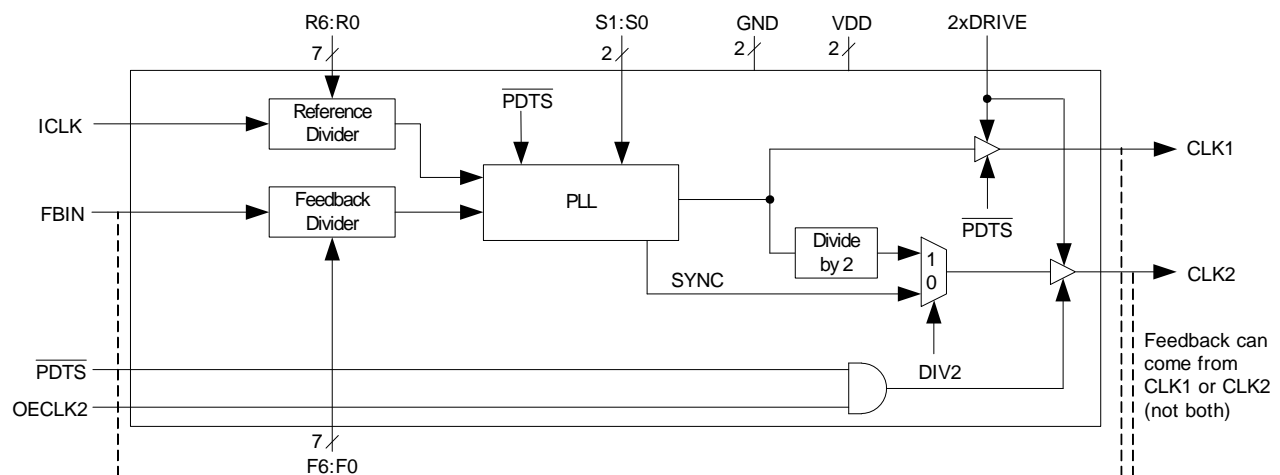 R6:R0
S1:S0
GND
VDD
2xDRIVE
7
2
2
2
ICLK
Reference
Divider
PDTS
CLK1
FBIN
Feedback
Divider
PLL
PDTS
Divide
by 2
1
0
CLK2
SYNC
DIV2
PDTS
OECLK2
Feedback can
come from
CLK1 or CLK2
(not both)
7
F6:F0